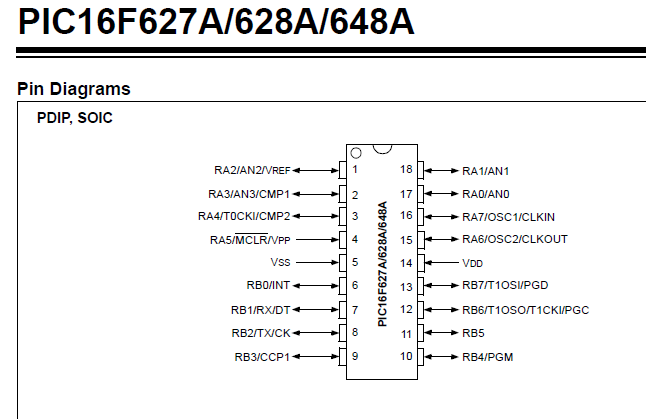 PIC16F627A/628A/648A
Pin Diagrams
PDIP, SOIC
RA2/AN2/VREF 1 18 RA1/AN1
RA3/AN3/CMP1 2 17 RA0/AN0
RA4/T0CKI/CMP2 3 16 RA7/OSC1/CLKIN
RA5/MCLR/VPP 4 15 RA6/OSC2/CLKOUT
VSS 5 14 VDD
RB0/INT 6 13 RB7/T1OSI/PGD
RB1/RX/DT 7 12 RB6/T1OSO/T1CKI/PGC
RB2/TX/CK 8 11 RB5
RB3/CCP1 9 10 RB4/PGM
PIC16F627A/628A/648A